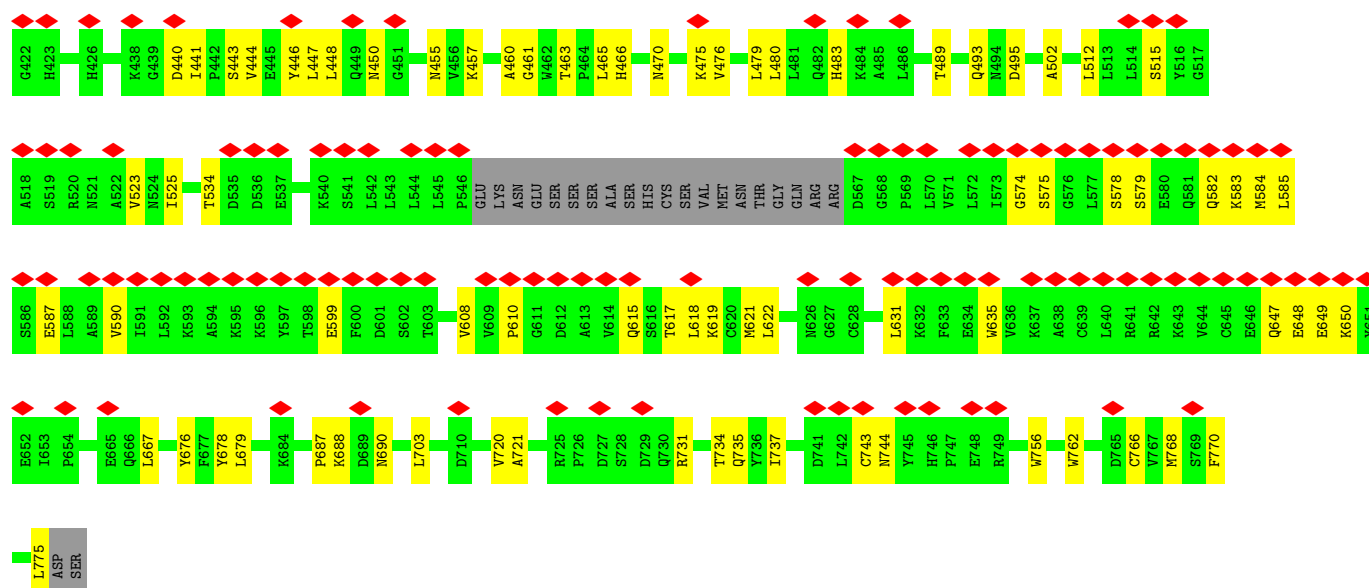 G422 H423 H426 K438 G439 D440 I441 P442 S443 V444 E445 Y446 L447 L448 Q449 N450 G451 N455 V456 K457 A460 G461 W462 T463 P464 L465 H466 N470 K475 V476 L479 L480 L481 Q482 H483 K484 A485 L486 T489 Q493 N494 D495 A502 L512 L513 L514 S515 Y516 G517
A518 S519 R520 N521 A522 V523 N524 I525 T534 D535 D536 E537 K540 S541 L542 L543 L544 L545 P546 GLU LYS ASN GLU SER SER SER ALA SER HIS CYS SER VAL MET ASN THR GLY GLN ARG ARG D567 G568 P569 L570 V571 L572 I573 G574 S575 G576 L577 S578 S579 E580 Q581 Q582 K583 M584 L585
S586 E587 L588 A589 V590 I591 L592 K593 A594 K595 K596 Y597 T598 E599 F600 D601 S602 T603 V608 V609 P610 G611 D612 A613 V614 Q615 S616 T617 L618 K619 C620 M621 L622 N626 G627 C628 L631 K632 F633 E634 W635 V636 K637 A638 C639 L640 R641 R642 K643 V644 C645 E646 Q647 E648 E649 K650
E652 I653 P654 E665 Q666 L667 Y676 F677 Y678 L679 K684 P687 K688 D689 N690 L703 D710 V720 A721 R725 P726 D727 S728 D729 Q730 R731 T734 Q735 Y736 I737 D741 L742 C743 N744 Y745 H746 P747 E748 R749 W756 W762 D765 C766 V767 M768 S769 F770
L775 ASP SER